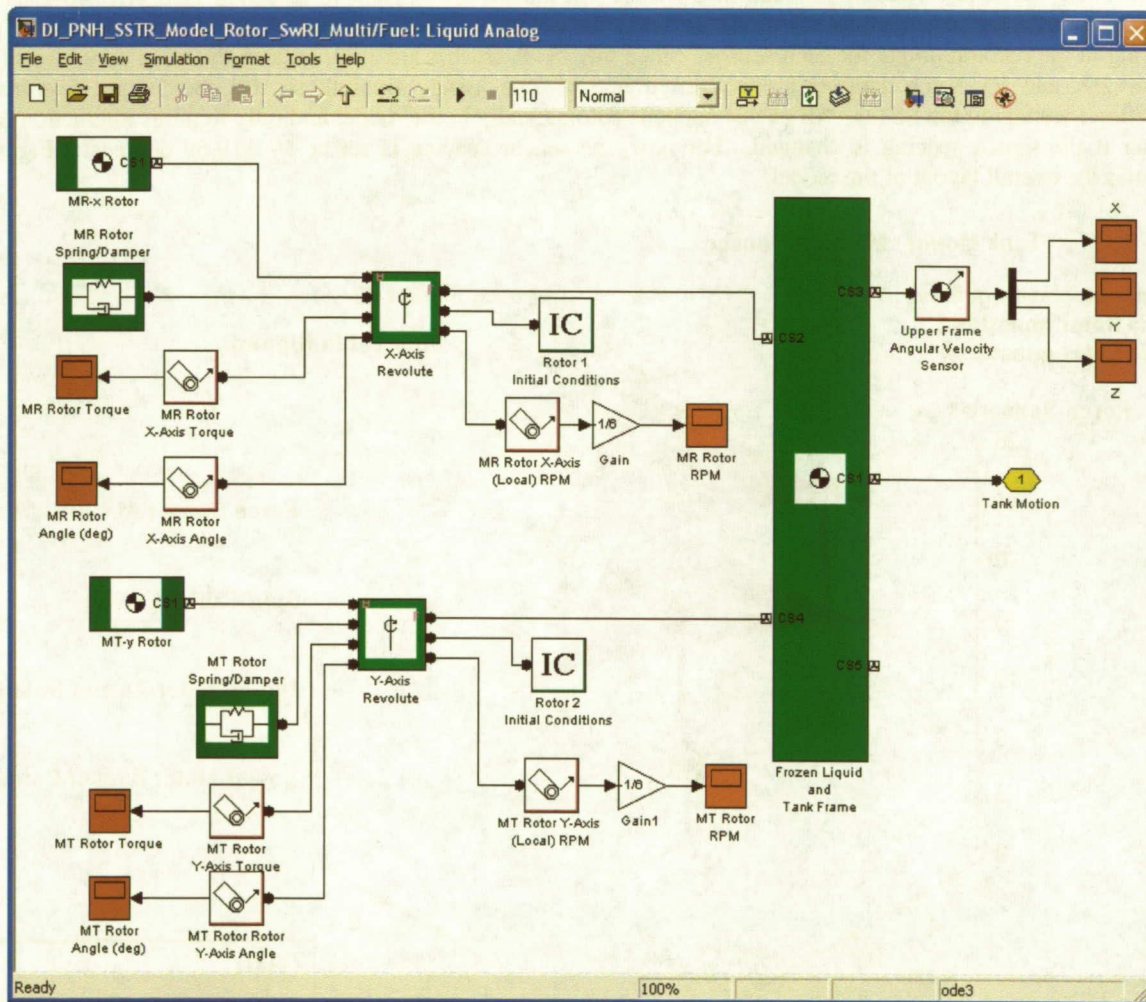 DI_PNH_SSTR_Model_Rotor_SwRI_Multi/Fuel: Liquid Analog
File Edit View Simulation Format Tools Help
110 Normal
CS1
MR-x Rotor
MR Rotor
Spring/Damper
X-Axis
Revolute
IC
Rotor 1
Initial Conditions
MR Rotor Torque
MR Rotor
X-Axis Torque
MR Rotor X-Axis
(Local) RPM
-1/6
Gain
MR Rotor
RPM
MR Rotor
Angle (deg)
MR Rotor
X-Axis Angle
CS2
CS3
Upper Frame
Angular Velocity
Sensor
X
Y
Z
CS1
1
Tank Motion
CS4
CS5
Frozen Liquid
and
Tank Frame
CS1
MT-y Rotor
MT Rotor
Spring/Damper
Y-Axis
Revolute
IC
Rotor 2
Initial Conditions
MT Rotor Y-Axis
(Local) RPM
-1/6
Gain1
MT Rotor
RPM
MT Rotor Torque
MT Rotor
Y-Axis Torque
MT Rotor
Angle (deg)
MT Rotor Rotor
Y-Axis Angle
Ready 100% ode3